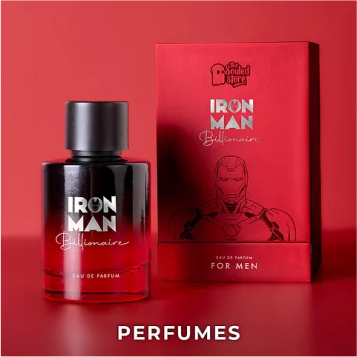 The
Souled
Store
IRON
MAN
Billionaire
EAU DE PARFUM
FOR MEN
IRON
MAN
Billionaire
EAU DE PARFUM
PERFUMES